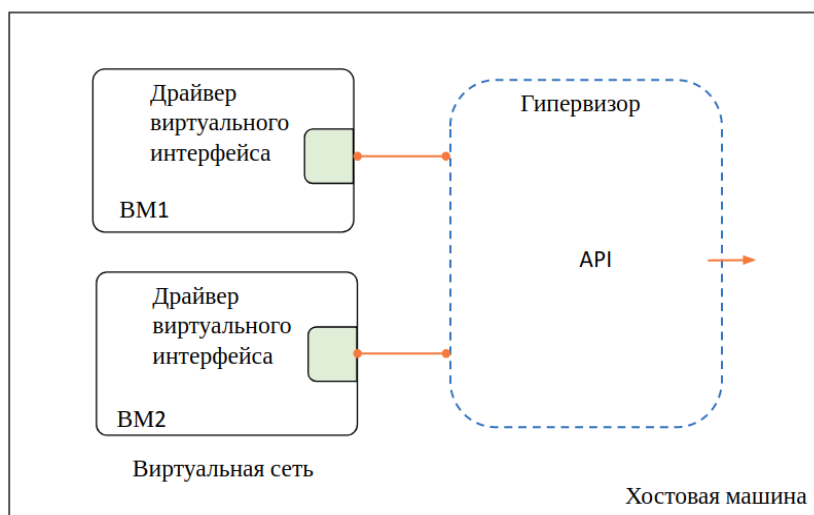 Драйвер
виртуального
интерфейса
ВМ1
Гипервизор
API
Драйвер
виртуального
интерфейса
ВМ2
Виртуальная сеть
Хостовая машина